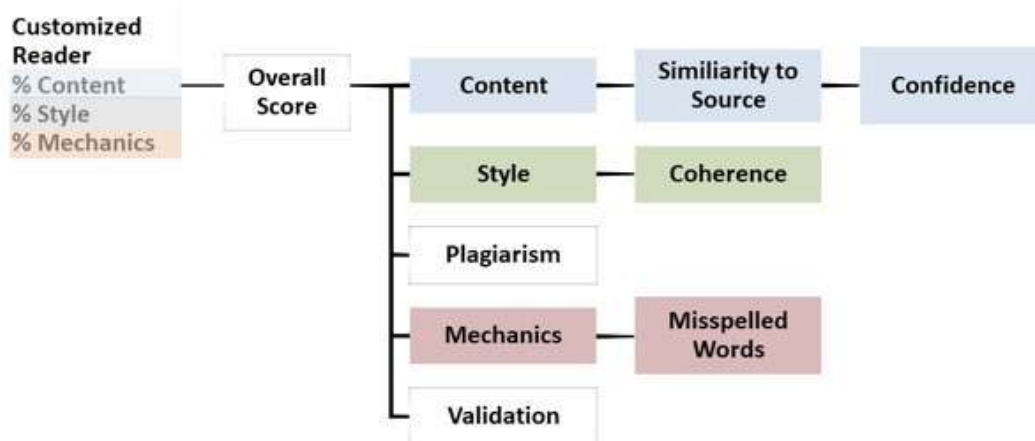 Customized
Reader
% Content
% Style
% Mechanics
Overall
Score
Content
Similiarity to
Source
Confidence
Style
Coherence
Plagiarism
Mechanics
Misspelled
Words
Validation